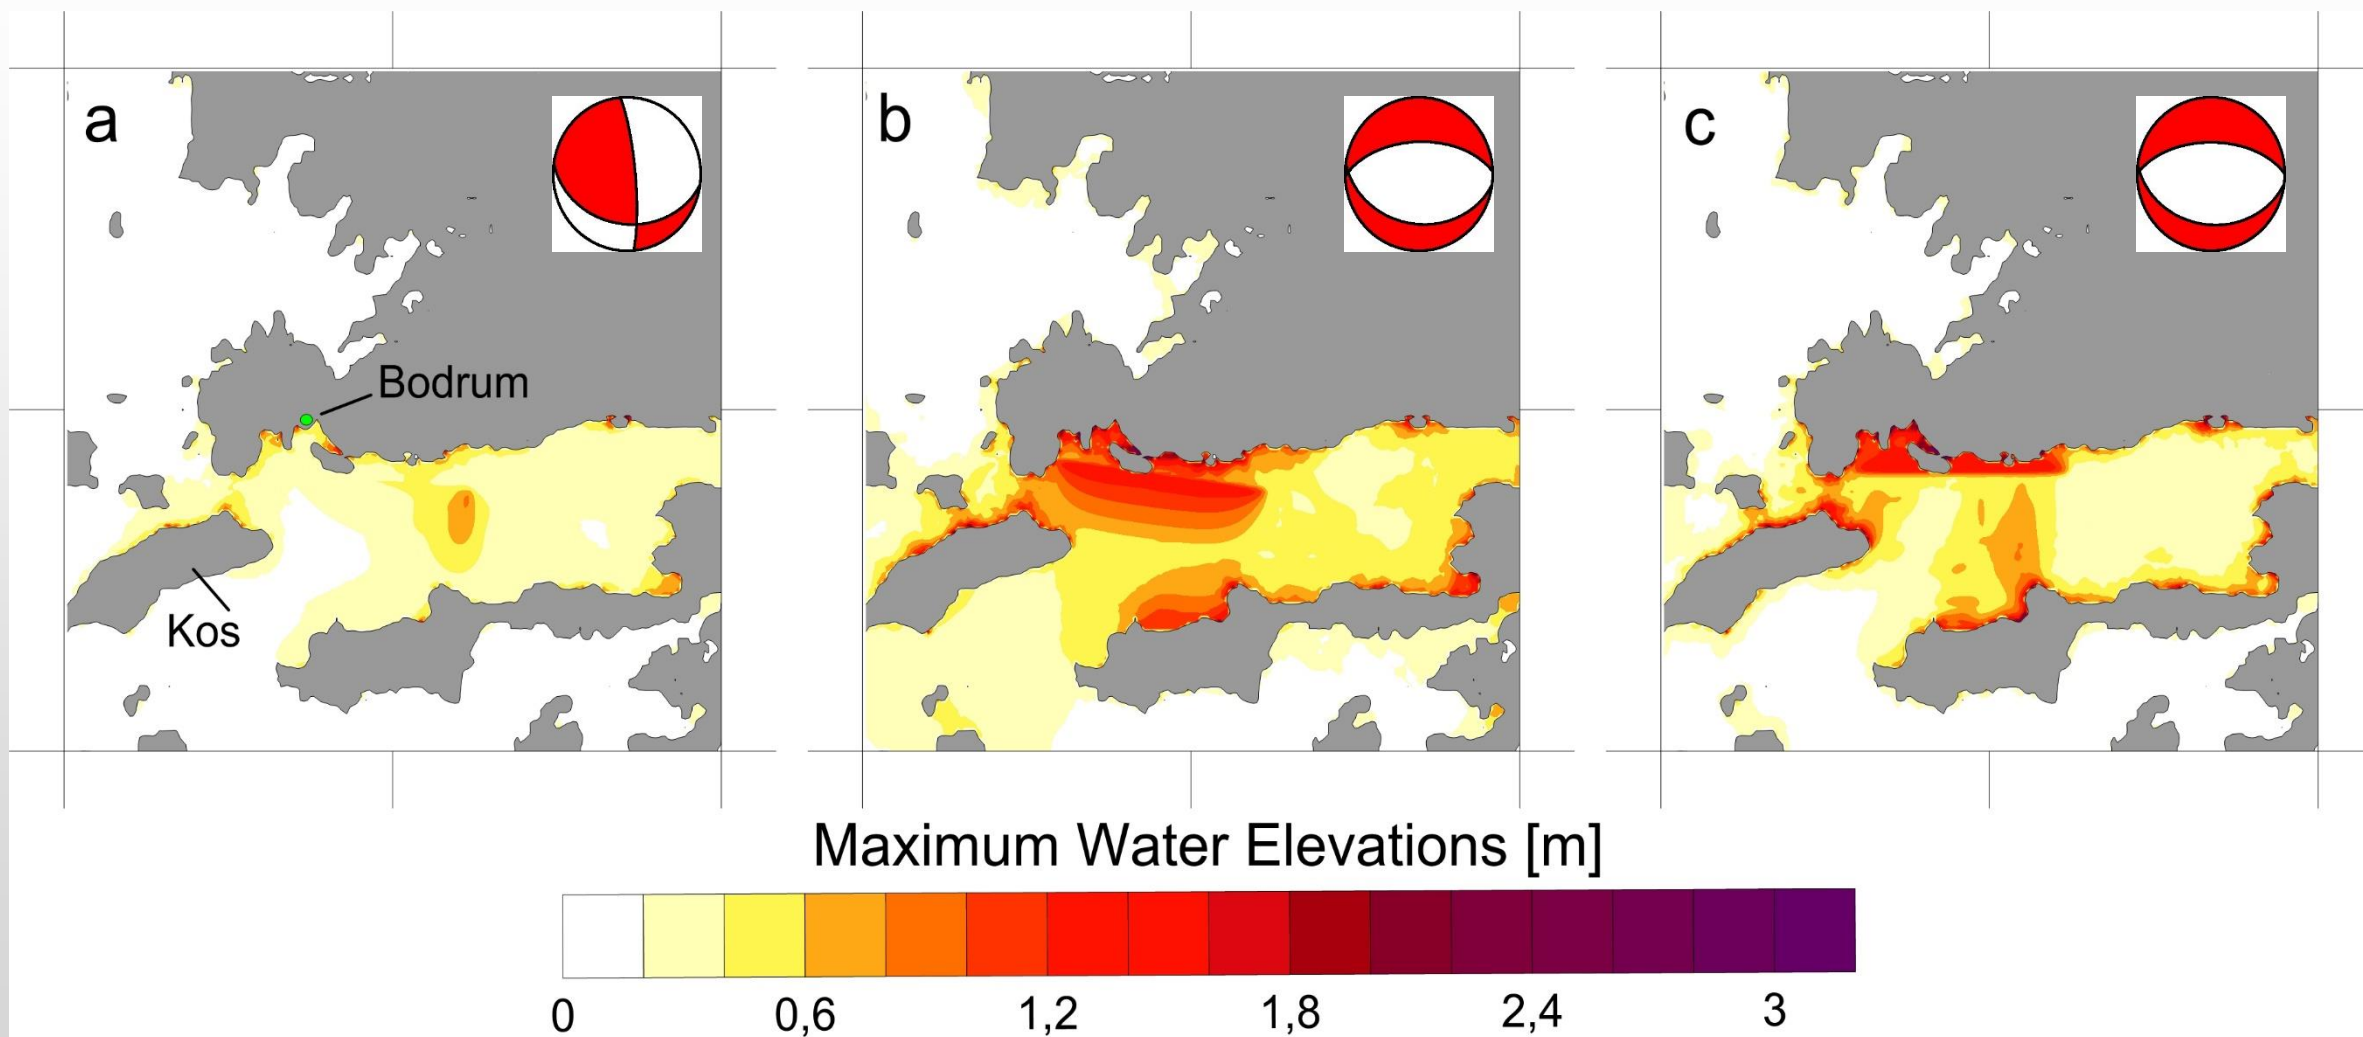 a
b
c
Bodrum
Kos
Maximum Water Elevations [m]
0 0,6 1,2 1,8 2,4 3